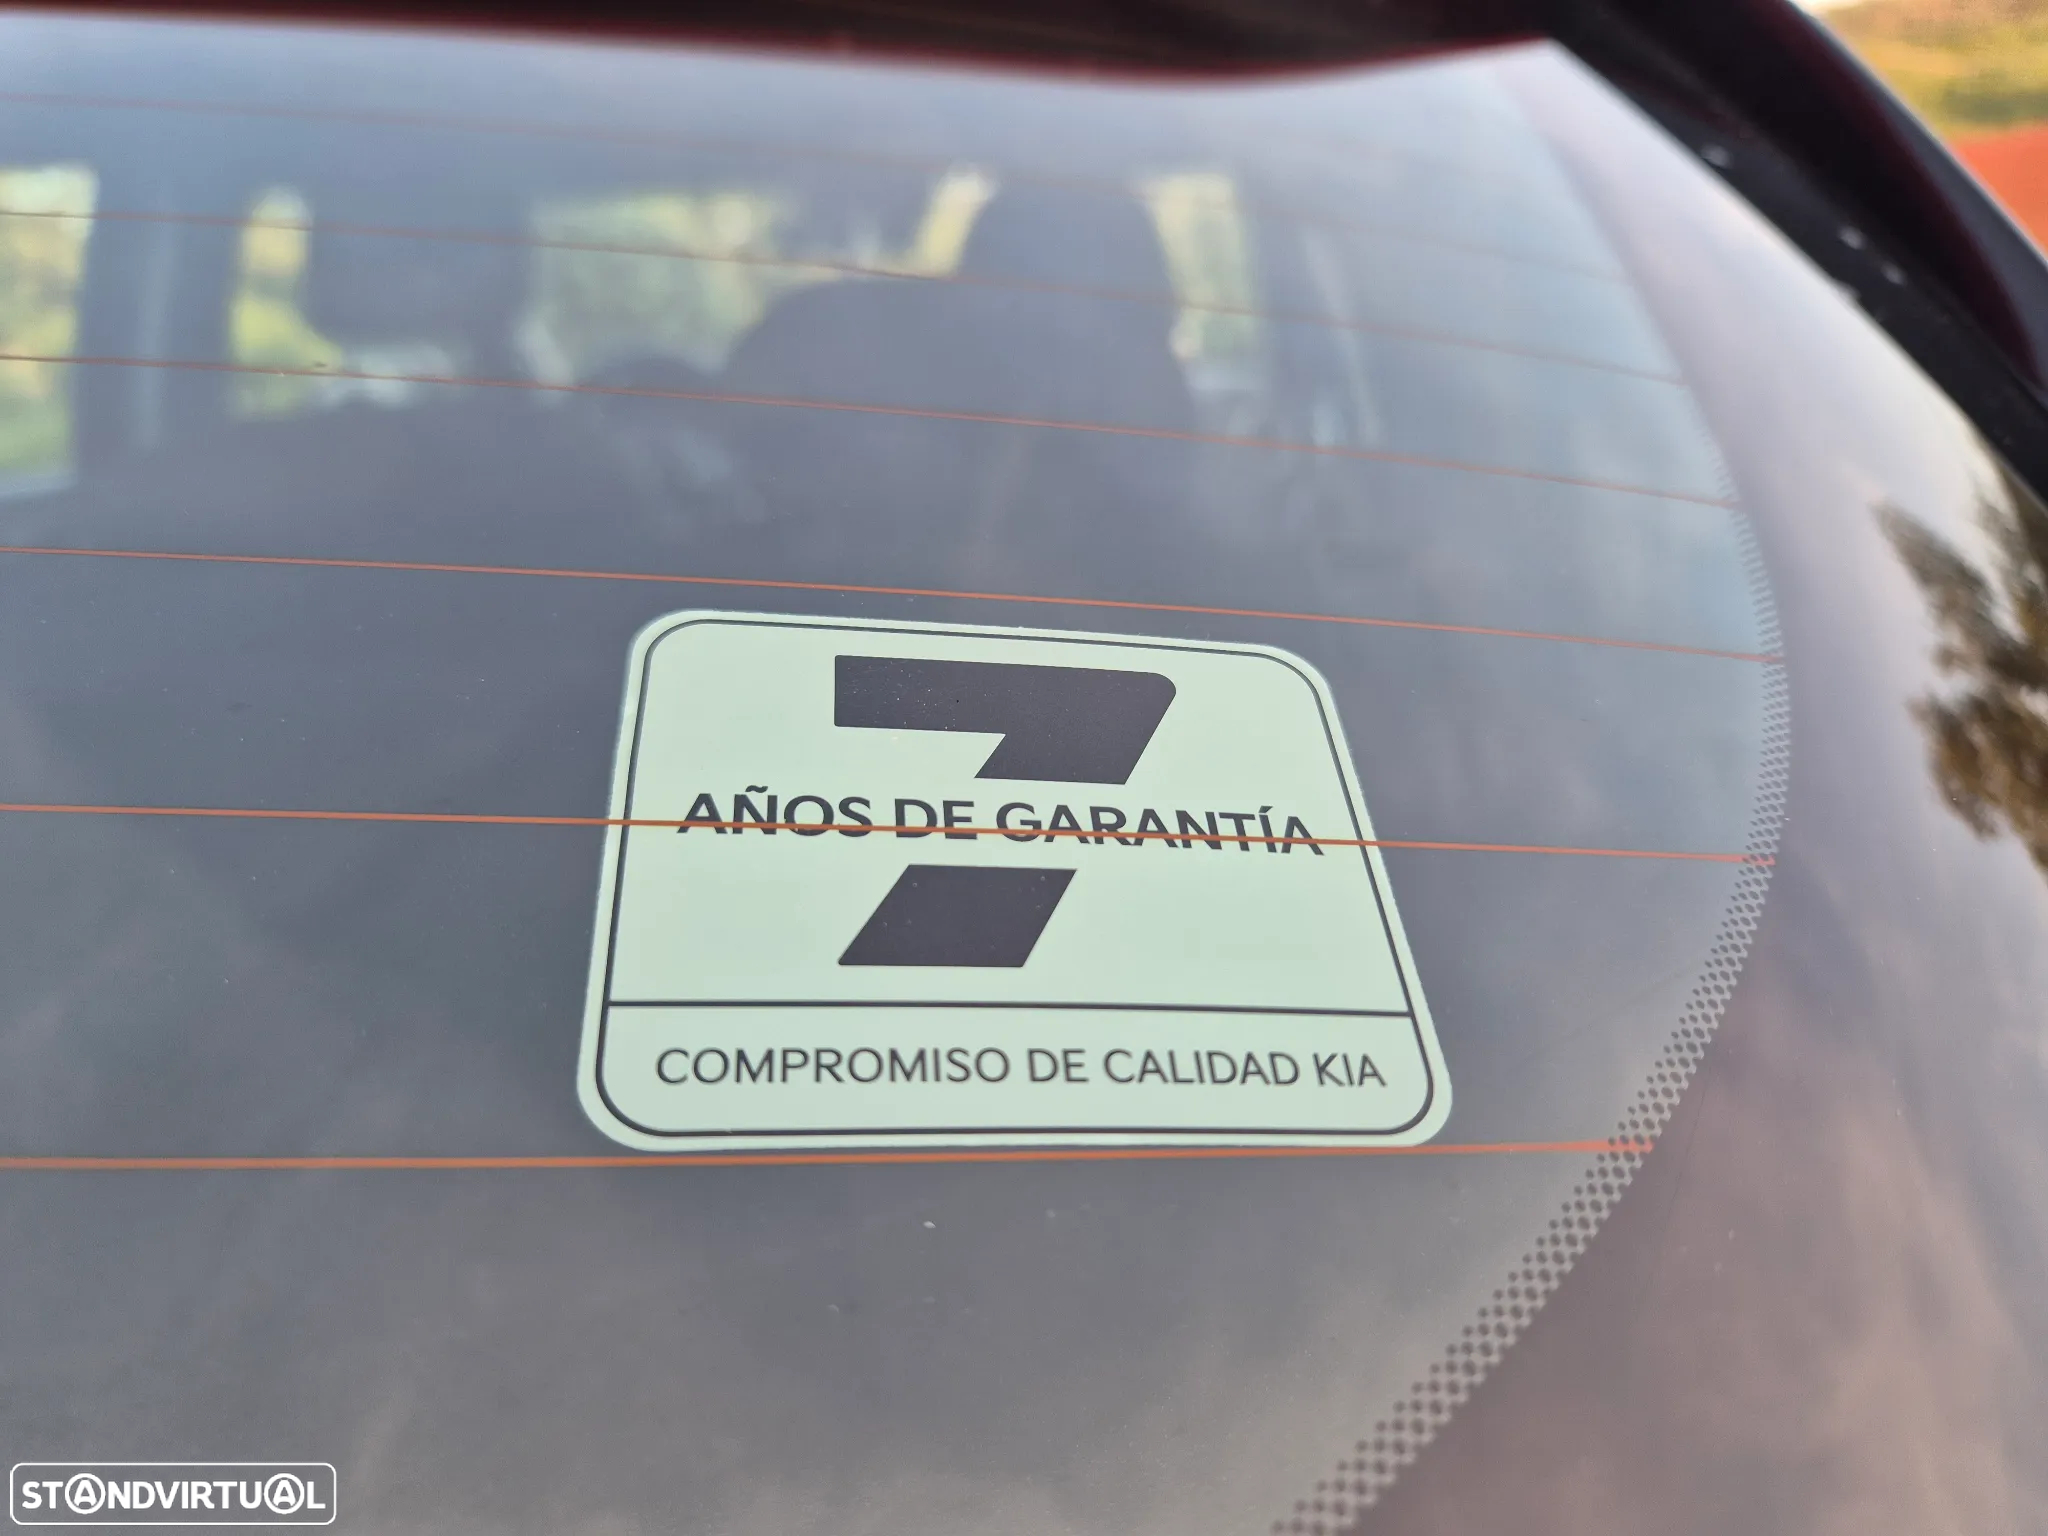 7
AÑOS DE GARANTÍA
COMPROMISO DE CALIDAD KIA
STANDVIRTUAL